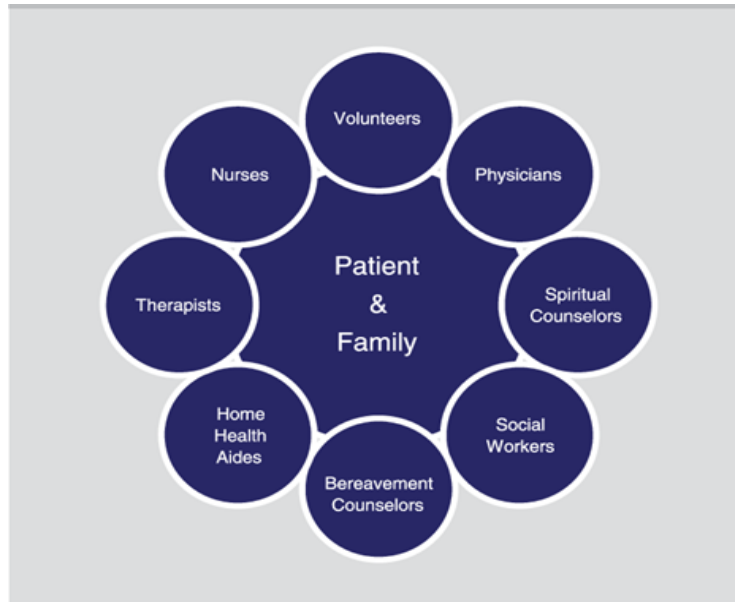 Volunteers
Physicians
Spiritual
Counselors
Social
Workers
Bereavement
Counselors
Home
Health
Aides
Therapists
Nurses
Patient
&
Family